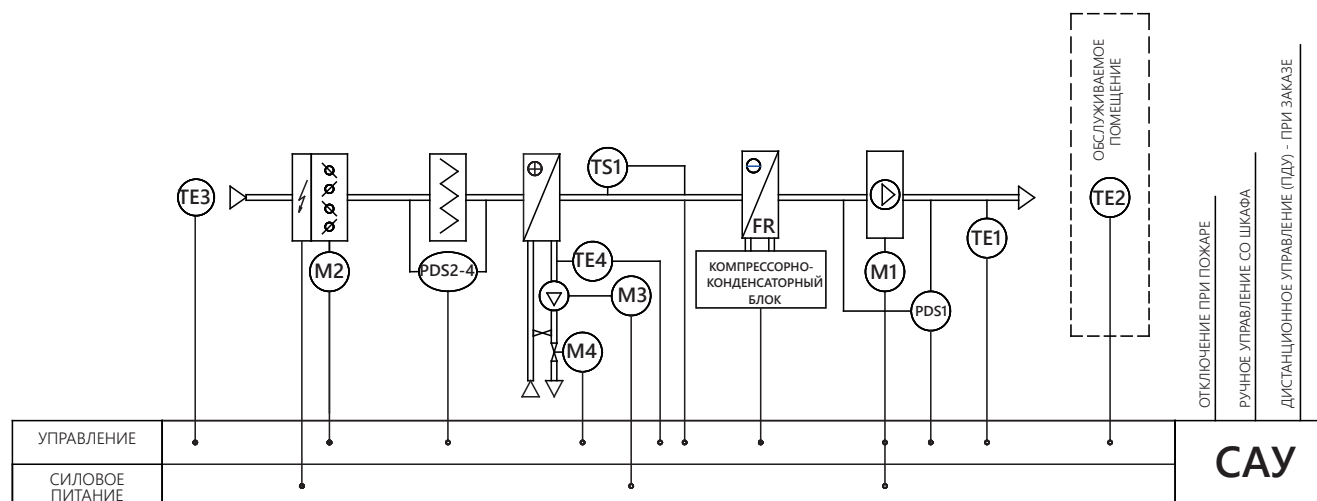 ОБСЛУЖИВАЕМОЕ
ПОМЕЩЕНИЕ
TE3
M2
PDS2-4
TE4
M3
M4
TS1
FR
КОМПРЕССОРНО-
КОНДЕНСАТОРНЫЙ
БЛОК
M1
PDS1
TE1
TE2
ОТКЛЮЧЕНИЕ ПРИ ПОЖАРЕ
РУЧНОЕ УПРАВЛЕНИЕ СО ШКАФА
ДИСТАНЦИОННОЕ УПРАВЛЕНИЕ (ПДУ) - ПРИ ЗАКАЗЕ
УПРАВЛЕНИЕ
СИЛОВОЕ
ПИТАНИЕ
САУ